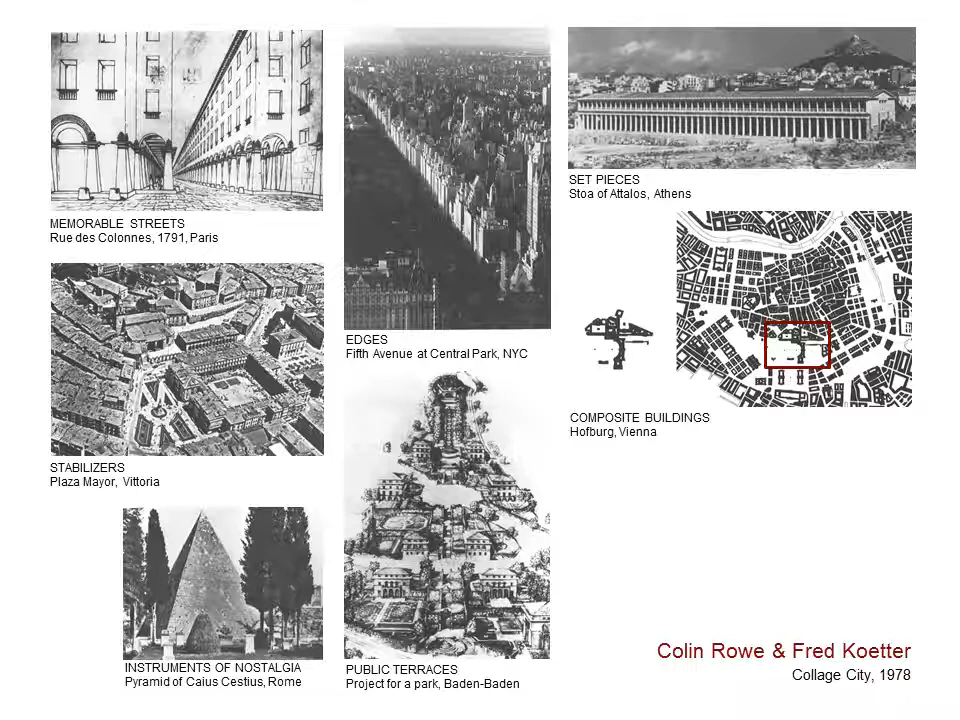 MEMORABLE STREETS
Rue des Colonnes, 1791, Paris
STABILIZERS
Plaza Mayor, Vittoria
INSTRUMENTS OF NOSTALGIA
Pyramid of Caius Cestius, Rome
EDGES
Fifth Avenue at Central Park, NYC
PUBLIC TERRACES
Project for a park, Baden-Baden
SET PIECES
Stoa of Attalos, Athens
COMPOSITE BUILDINGS
Hofburg, Vienna
Colin Rowe & Fred Koetter
Collage City, 1978